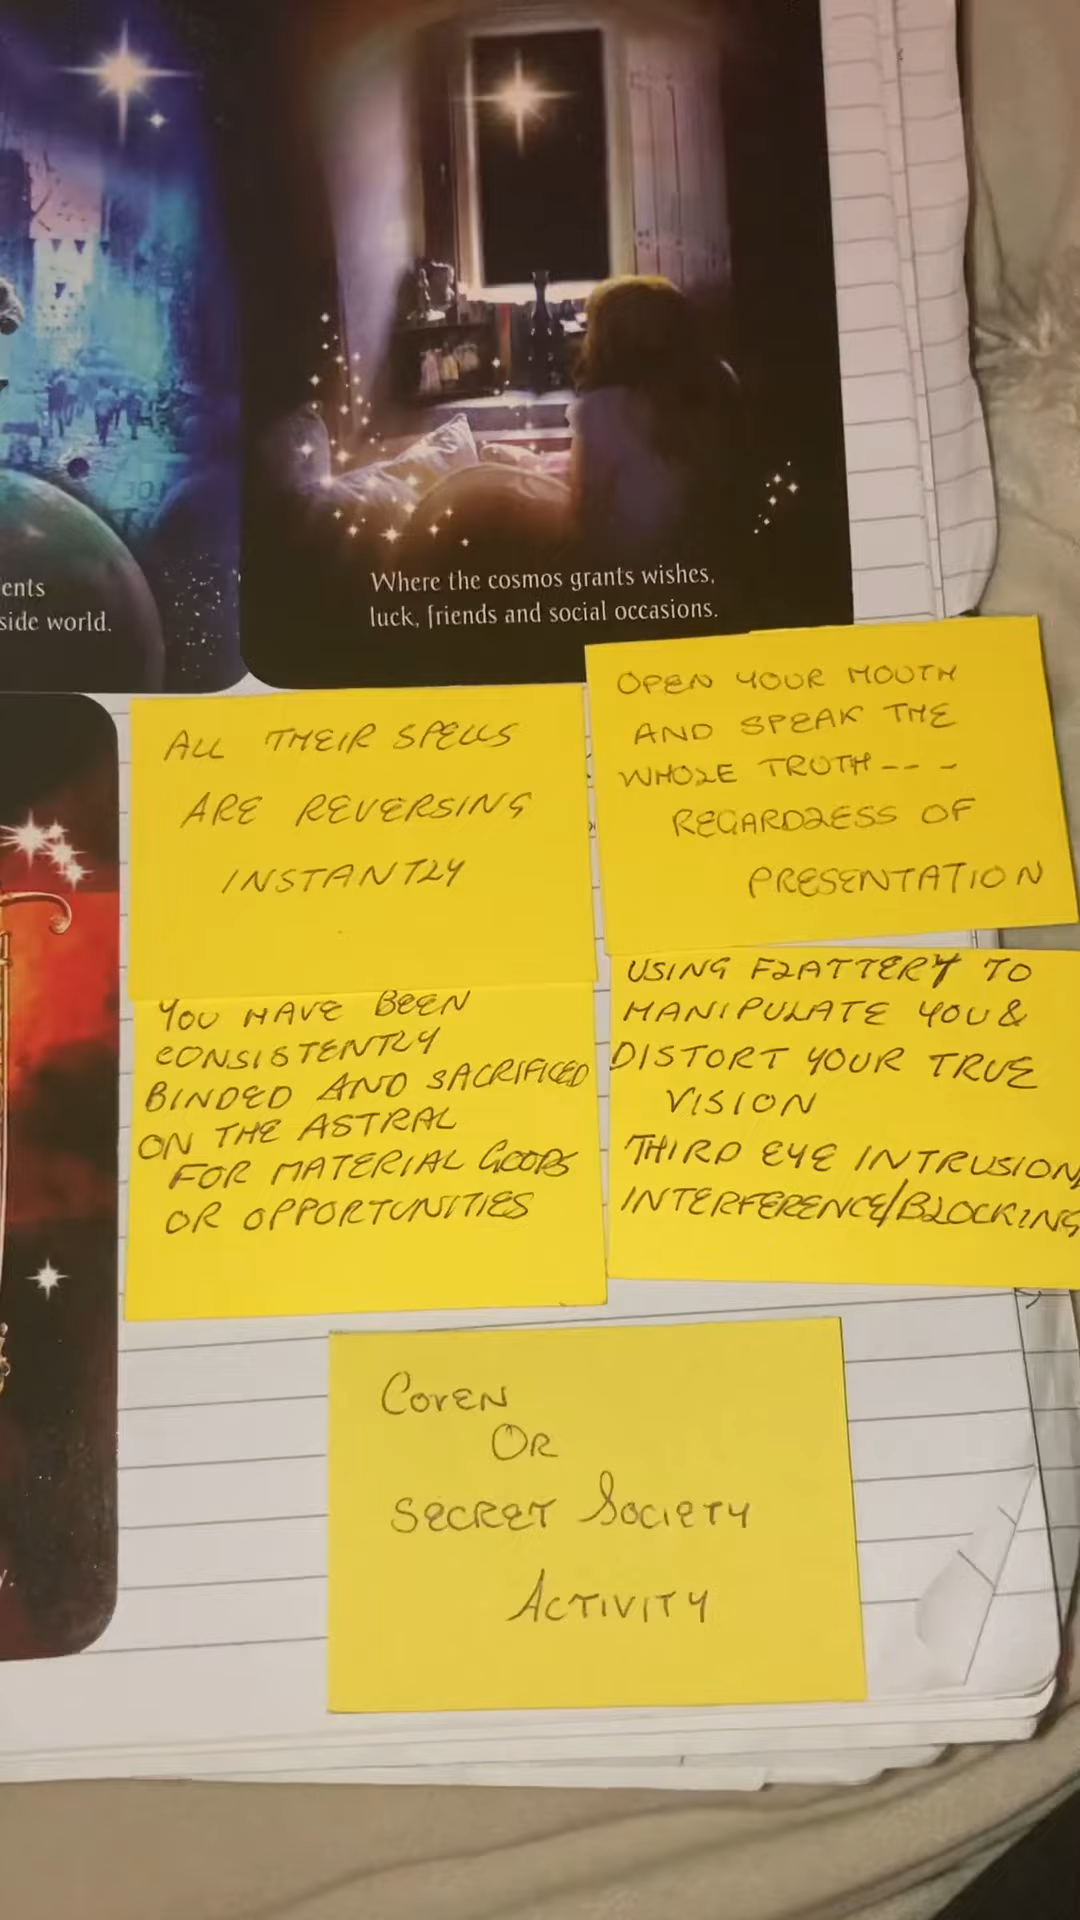 ents
side world.
Where the cosmos grants wishes,
luck, friends and social occasions.
ALL THEIR SPELLS
ARE REVERSING
INSTANTLY
OPEN YOUR MOUTH
AND SPEAK THE
WHOLE TRUTH---
REGARDLESS OF
PRESENTATION
YOU HAVE BEEN
CONSISTENTLY
BINDED AND SACRIFICED
ON THE ASTRAL
FOR MATERIAL GOODS
OR OPPORTUNITIES
USING FLATTERY TO
MANIPULATE YOU &
DISTORT YOUR TRUE
VISION
THIRD EYE INTRUSION/
INTERFERENCE/BLOCKING
COVEN
OR
SECRET SOCIETY
ACTIVITY